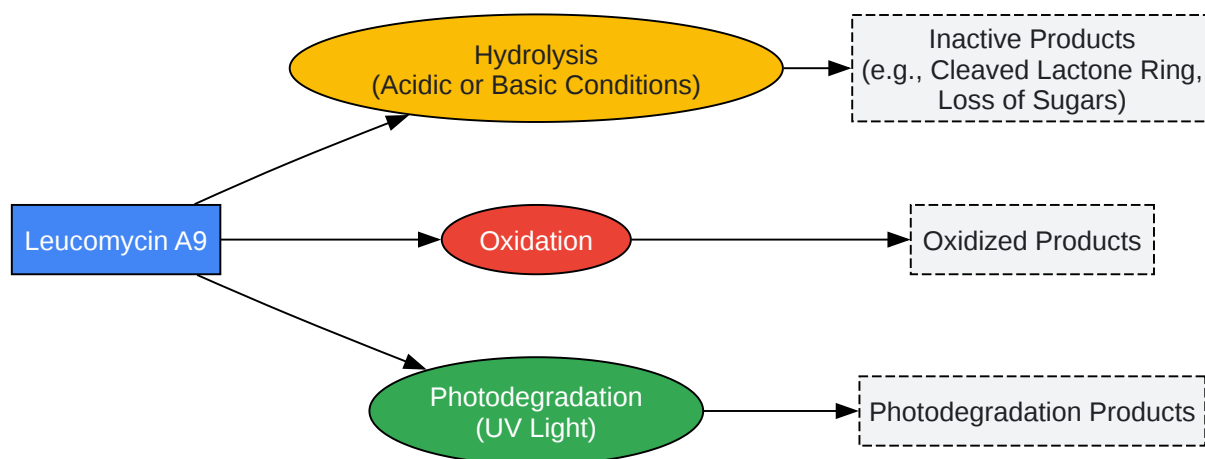 Hydrolysis
(Acidic or Basic Conditions)
Inactive Products
(e.g., Cleaved Lactone Ring,
Loss of Sugars)
Leucomycin A9
Oxidation
Oxidized Products
Photodegradation
(UV Light)
Photodegradation Products